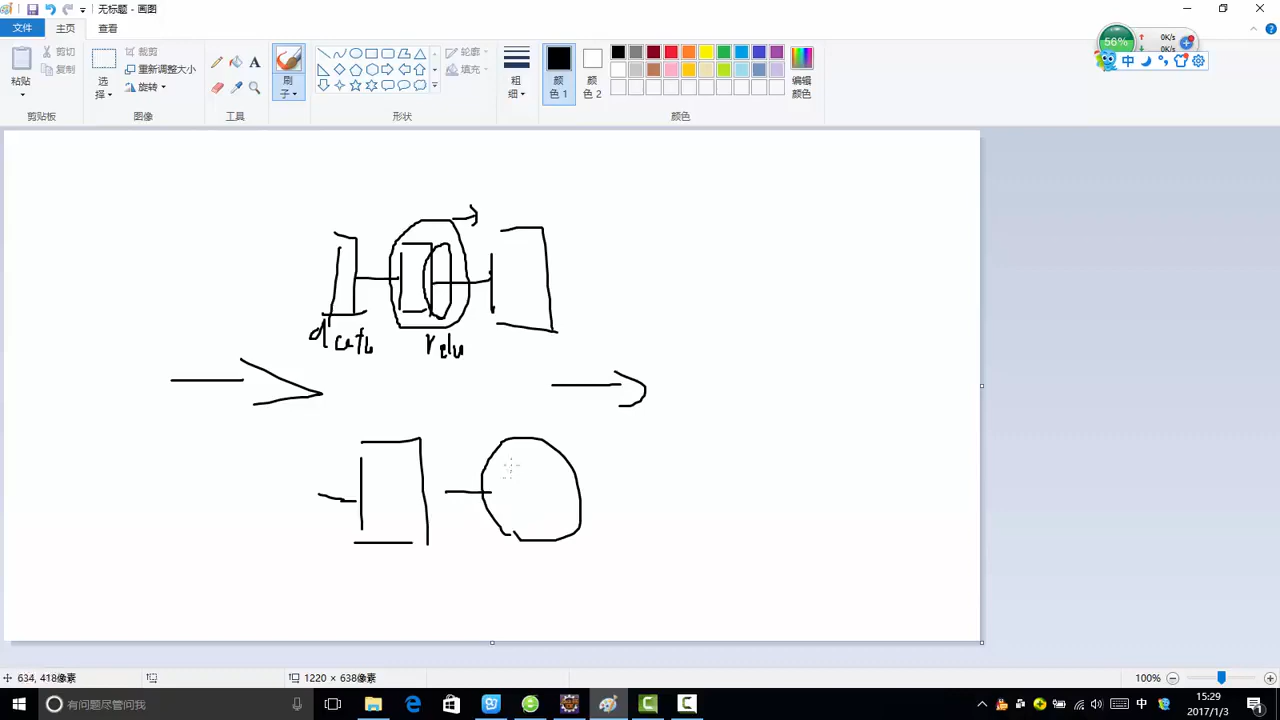 无标题 - 画图
文件 主页 查看
粘贴 剪切 复制
选择 裁剪 重新调整大小 旋转
刷子
轮廓 填充
粗细
颜色 1 颜色 2 编辑颜色
剪贴板 图像 工具 形状 颜色
56% 0K/s 0K/s
中
relu
634, 418像素 1220 × 638像素 100%
有问题尽管问我 中 15:29
2017/1/3